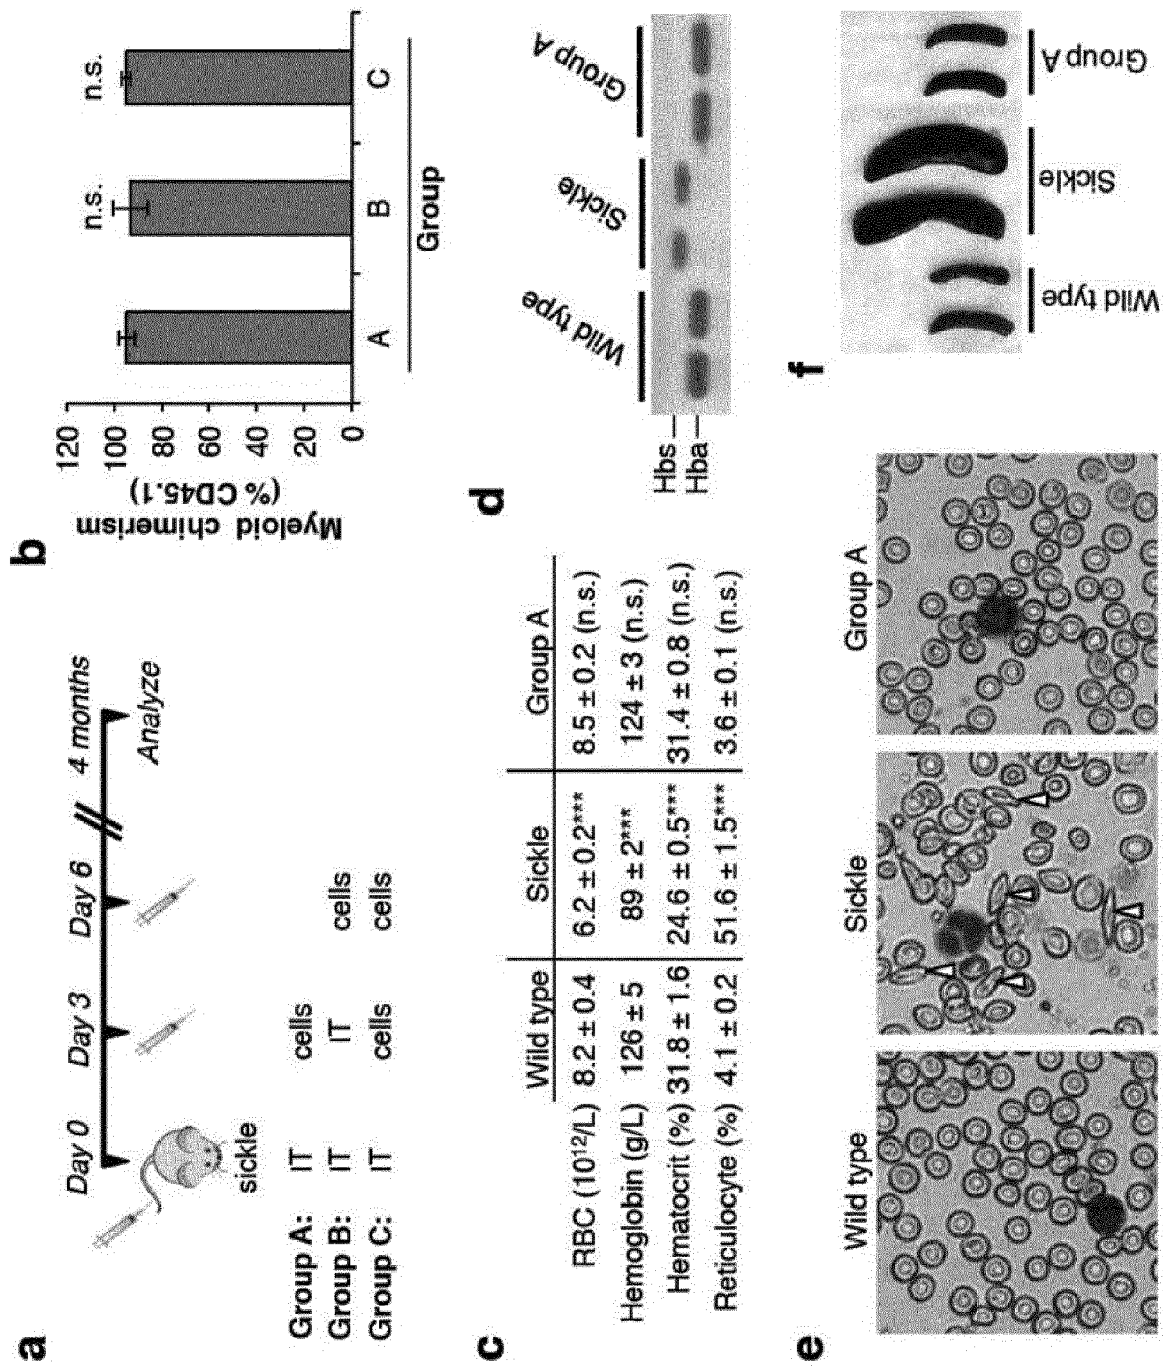 a
Day 0 Day 3 Day 6 4 months
Analyze
sickle
Group A: IT cells
Group B: IT IT cells
Group C: IT cells cells
b
Myeloid chimerism
(% CD45.1)
120
100
80
60
40
20
0
n.s. n.s.
A B C
Group
c
Wild type Sickle Group A
RBC (10¹²/L) 8.2 ± 0.4 6.2 ± 0.2*** 8.5 ± 0.2 (n.s.)
Hemoglobin (g/L) 126 ± 5 89 ± 2*** 124 ± 3 (n.s.)
Hematocrit (%) 31.8 ± 1.6 24.6 ± 0.5*** 31.4 ± 0.8 (n.s.)
Reticulocyte (%) 4.1 ± 0.2 51.6 ± 1.5*** 3.6 ± 0.1 (n.s.)
d
Wild type Sickle Group A
Hbs
Hba
e
Wild type Sickle Group A
f
Wild type Sickle Group A